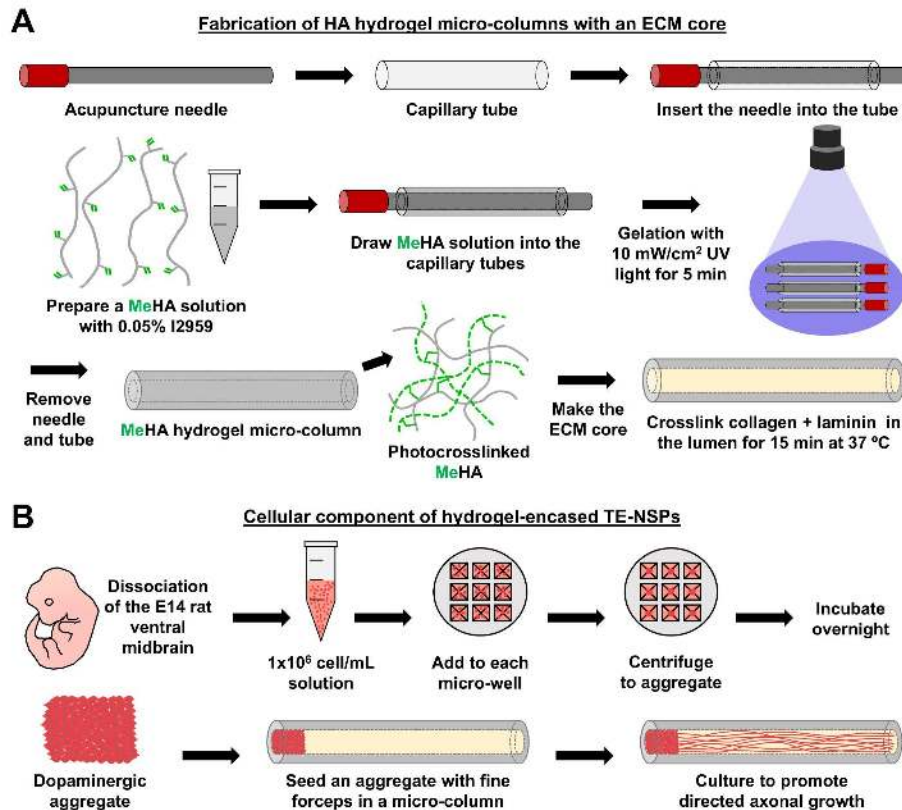 A
Fabrication of HA hydrogel micro-columns with an ECM core
Acupuncture needle
Capillary tube
Insert the needle into the tube
Prepare a MeHA solution
with 0.05% I2959
Draw MeHA solution into the
capillary tubes
Gelation with
10 mW/cm² UV
light for 5 min
Remove
needle
and tube
MeHA hydrogel micro-column
Photocrosslinked
MeHA
Make the
ECM core
Crosslink collagen + laminin in
the lumen for 15 min at 37 ºC
B
Cellular component of hydrogel-encased TE-NSPs
Dissociation
of the E14 rat
ventral
midbrain
1x10⁶ cell/mL
solution
Add to each
micro-well
Centrifuge
to aggregate
Incubate
overnight
Dopaminergic
aggregate
Seed an aggregate with fine
forceps in a micro-column
Culture to promote
directed axonal growth